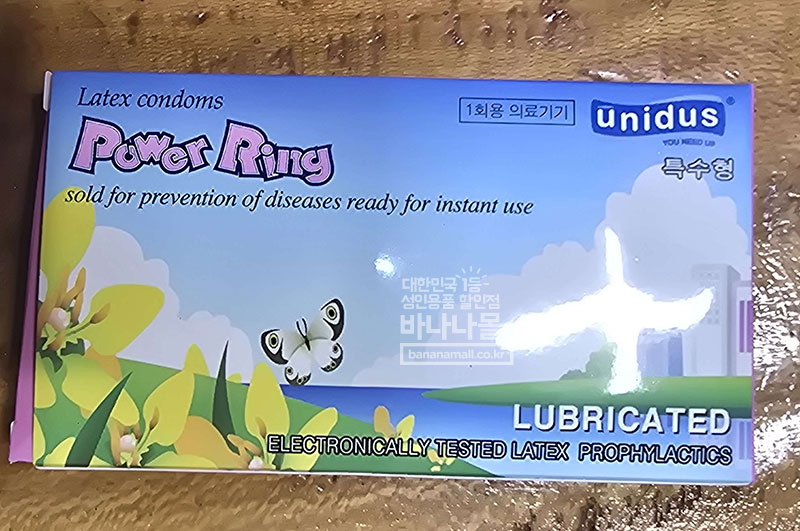 Latex condoms
1회용 의료기기
unidus®
YOU NEED US
Power Ring
특수형
sold for prevention of diseases ready for instant use
대한민국 1등
성인용품 할인점
바나나몰
bananamall.co.kr
LUBRICATED
ELECTRONICALLY TESTED LATEX PROPHYLACTICS